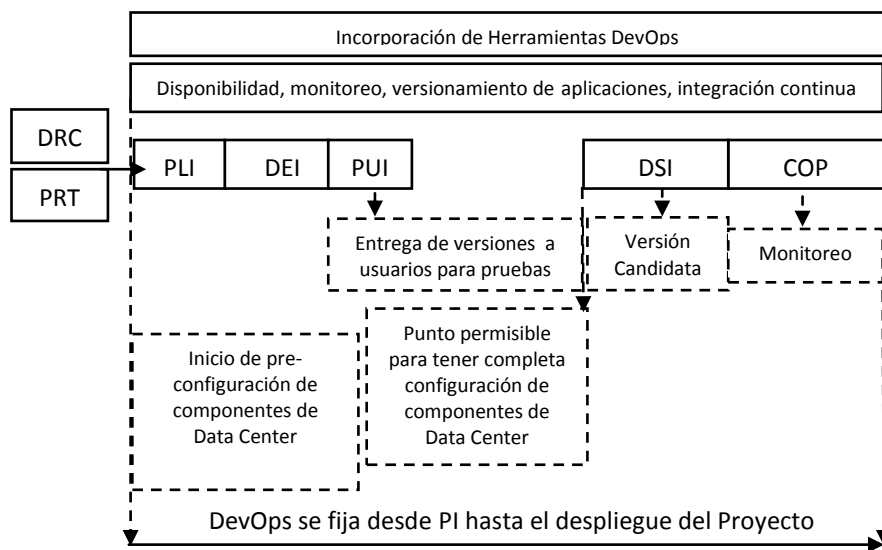 Incorporación de Herramientas DevOps
Disponibilidad, monitoreo, versionamiento de aplicaciones, integración continua
DRC
PRT
PLI
DEI
PUI
DSI
COP
Entrega de versiones a
usuarios para pruebas
Versión
Candidata
Monitoreo
Inicio de pre-
configuración de
componentes de
Data Center
Punto permisible
para tener completa
configuración de
componentes de
Data Center
DevOps se fija desde PI hasta el despliegue del Proyecto